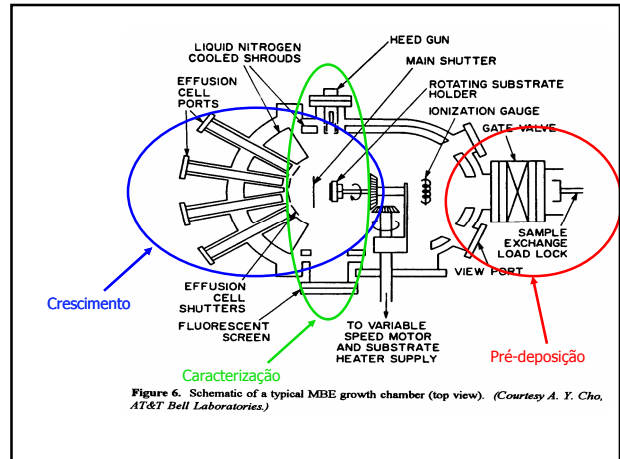 HEED GUN
LIQUID NITROGEN
COOLED SHROUDS
MAIN SHUTTER
EFFUSION
CELL
PORTS
ROTATING SUBSTRATE
HOLDER
IONIZATION GAUGE
GATE-VALVE
SAMPLE
EXCHANGE
LOAD LOCK
VIEW PORT
Crescimento
EFFUSION
CELL
SHUTTERS
FLUORESCENT
SCREEN
TO VARIABLE
SPEED MOTOR
AND SUBSTRATE
HEATER SUPPLY
Pré-deposição
Caracterização
Figure 6. Schematic of a typical MBE growth chamber (top view). (Courtesy A. Y. Cho,
AT&T Bell Laboratories.)